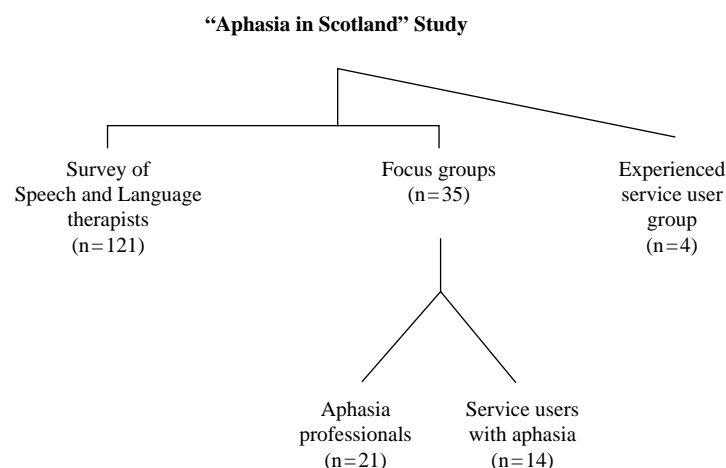 “Aphasia in Scotland” Study
Survey of
Speech and Language
therapists
(n=121)
Focus groups
(n=35)
Experienced
service user
group
(n=4)
Aphasia
professionals
(n=21)
Service users
with aphasia
(n=14)